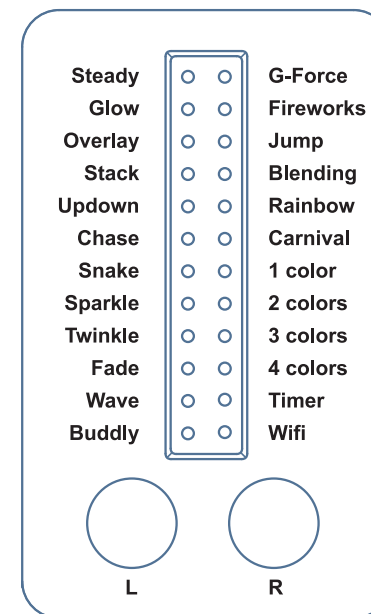 Steady G-Force
Glow Fireworks
Overlay Jump
Stack Blending
Updown Rainbow
Chase Carnival
Snake 1 color
Sparkle 2 colors
Twinkle 3 colors
Fade 4 colors
Wave Timer
Buddly Wifi
L R